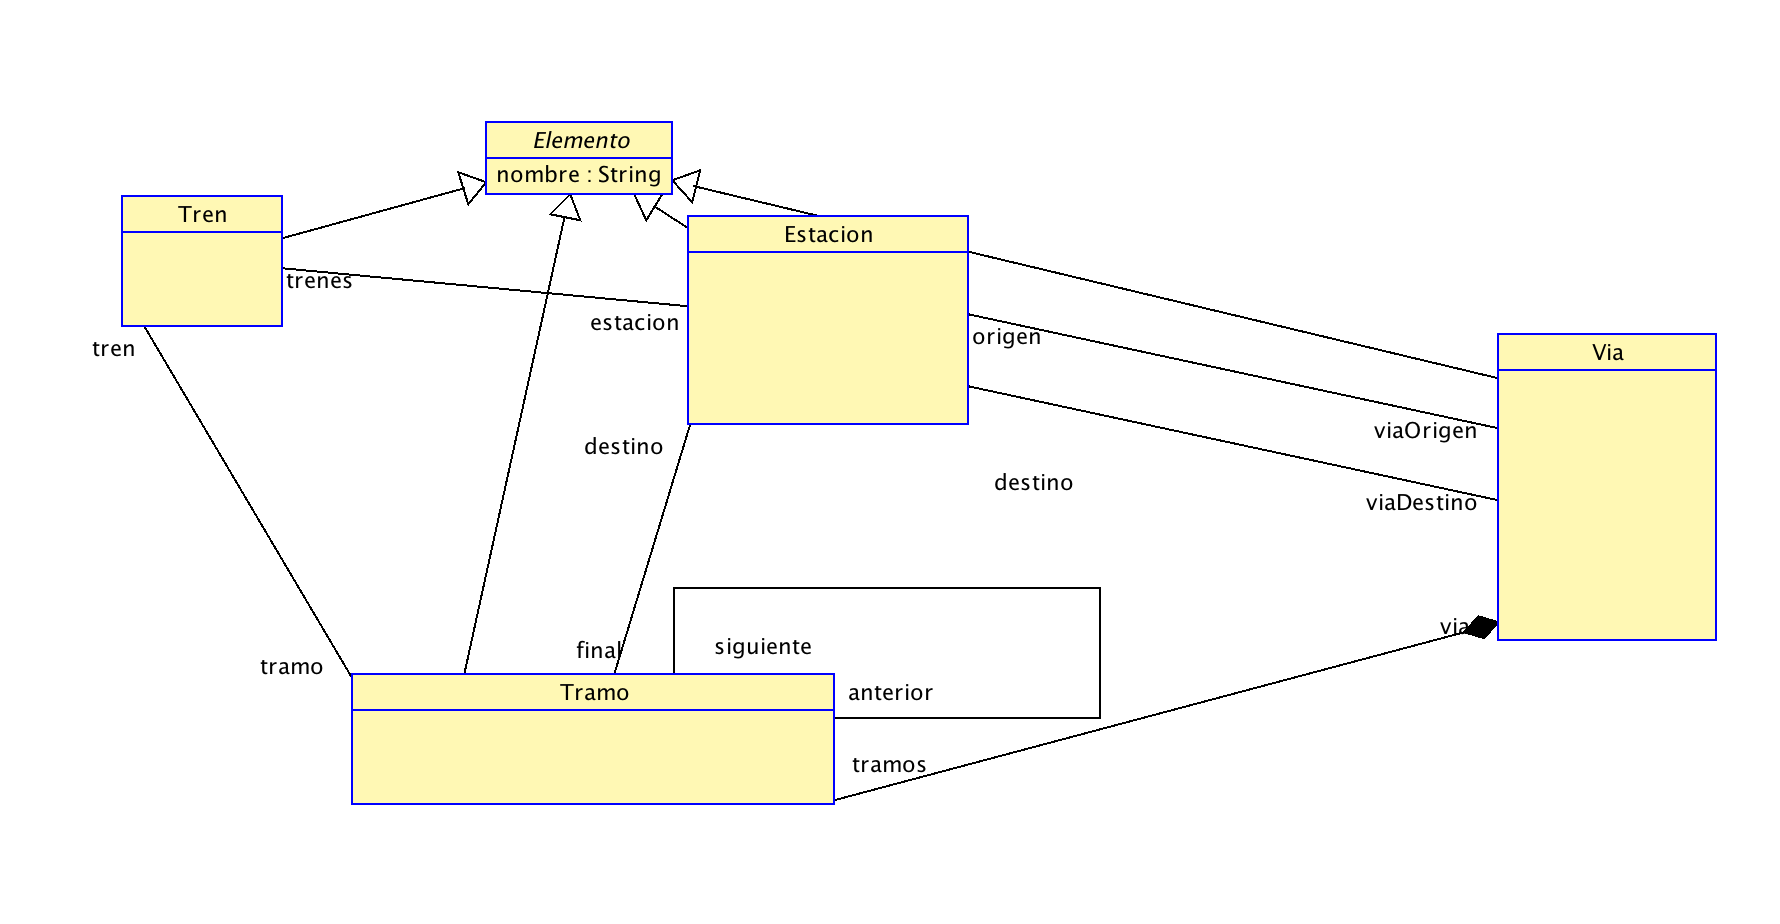 Elemento
nombre : String
Tren
Estacion
trenes
estacion
origen
tren
Via
viaOrigen
destino
destino
viaDestino
via
final
siguiente
tramo
Tramo
anterior
tramos